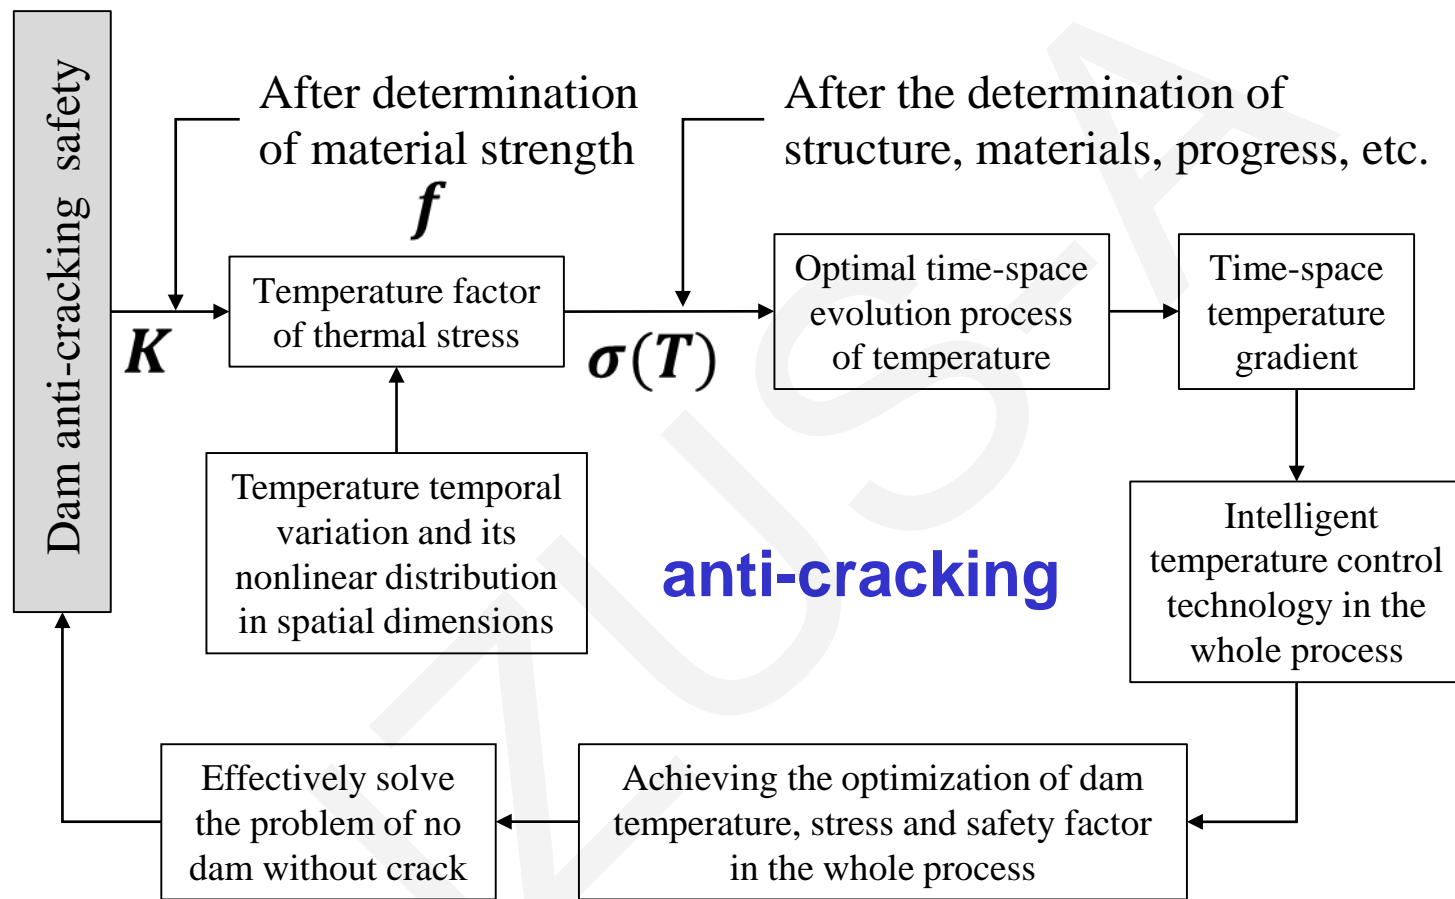 Dam anti-cracking safety
After determination
of material strength
f
After the determination of
structure, materials, progress, etc.
K
Temperature factor
of thermal stress
σ(T)
Optimal time-space
evolution process
of temperature
Time-space
temperature
gradient
Temperature temporal
variation and its
nonlinear distribution
in spatial dimensions
anti-cracking
Intelligent
temperature control
technology in the
whole process
Effectively solve
the problem of no
dam without crack
Achieving the optimization of dam
temperature, stress and safety factor
in the whole process
ZUS-A